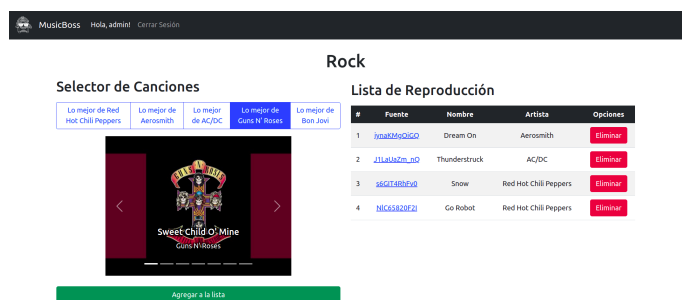 MusicBoss Hola, admin! Cerrar Sesión
Rock
Selector de Canciones
Lo mejor de Red Hot Chili Peppers
Lo mejor de Aerosmith
Lo mejor de AC/DC
Lo mejor de Guns N' Roses
Lo mejor de Bon Jovi
GUNS N' ROSES
Sweet Child O' Mine
Guns N' Roses
Agregar a la lista
Lista de Reproducción
# Fuente Nombre Artista Opciones
1 iynaKMgOiGQ Dream On Aerosmith Eliminar
2 J1LaUaZm_nQ Thunderstruck AC/DC Eliminar
3 s6GIT4RhFv0 Snow Red Hot Chili Peppers Eliminar
4 NlC65820F2I Go Robot Red Hot Chili Peppers Eliminar